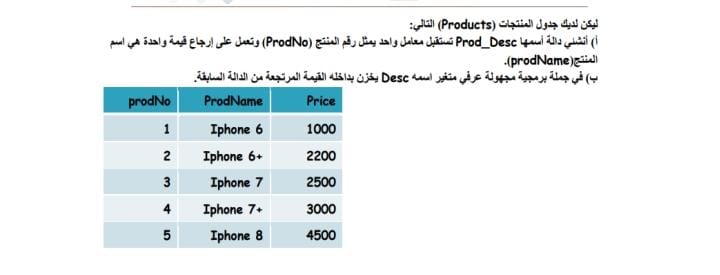 ليكن لديك جدول المنتجات (Products) التالي:
أ) أنشئي دالة أسمها Prod_Desc تستقبل معامل واحد يمثل رقم المنتج (ProdNo) وتعمل على إرجاع قيمة واحدة هي اسم
المنتج(prodName).
ب) في جملة برمجية مجهولة عرفي متغير اسمه Desc يخزن بداخله القيمة المرتجعة من الدالة السابقة.
prodNo ProdName Price
1 Iphone 6 1000
2 Iphone 6+ 2200
3 Iphone 7 2500
4 Iphone 7+ 3000
5 Iphone 8 4500